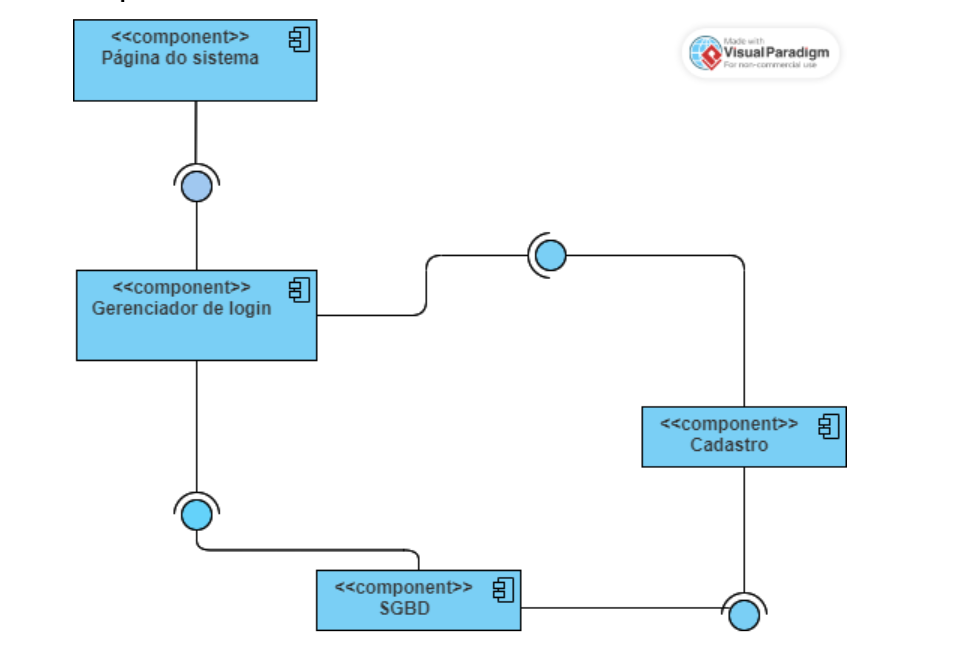 <<component>>
Página do sistema
Made with
Visual Paradigm
For non-commercial use
<<component>>
Gerenciador de login
<<component>>
Cadastro
<<component>>
SGBD